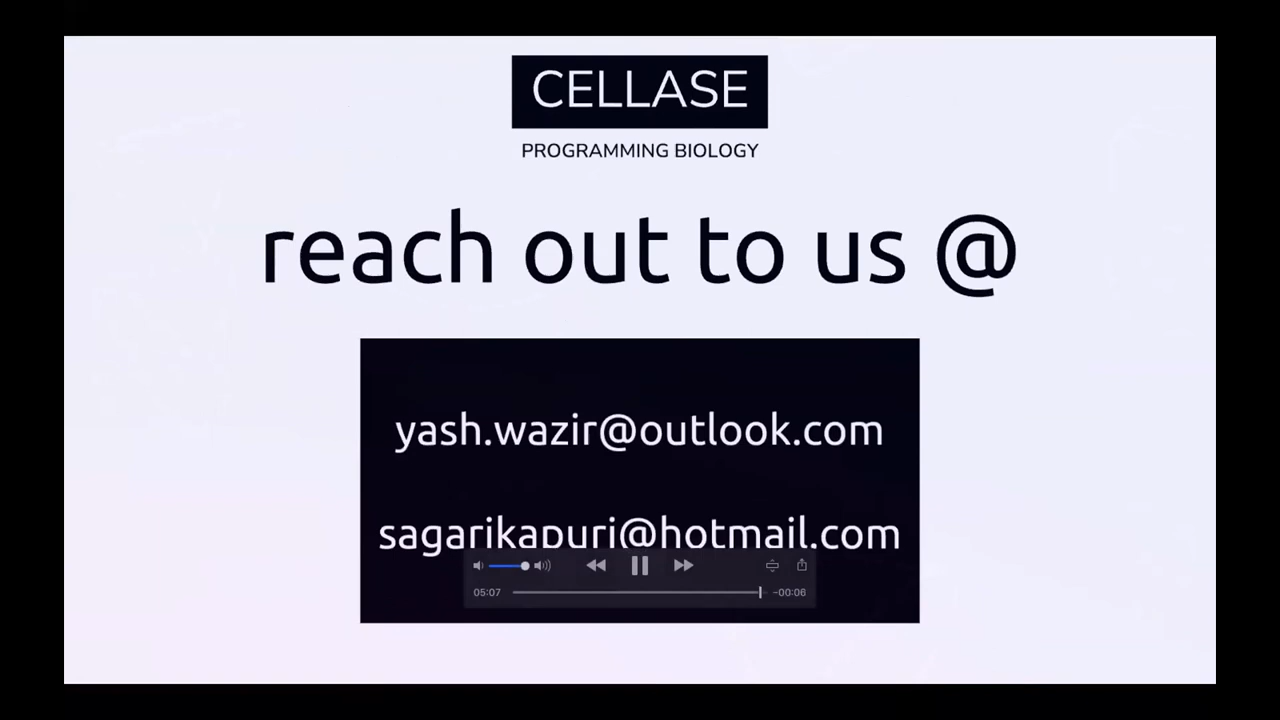 CELLASE
PROGRAMMING BIOLOGY
reach out to us @
yash.wazir@outlook.com
sagarikapuri@hotmail.com
05:07
-00:06